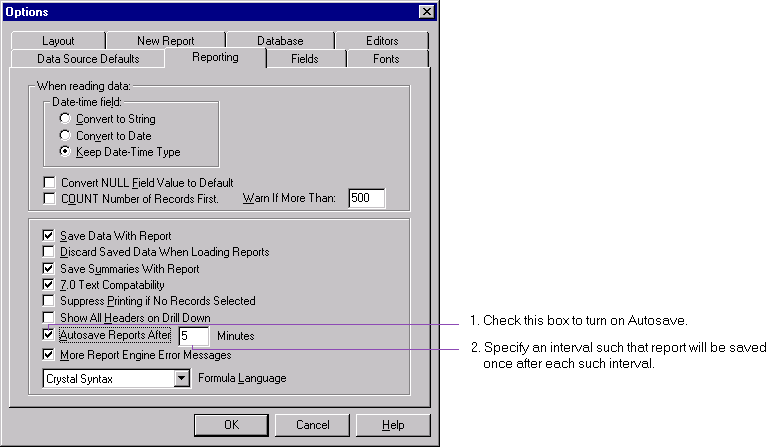 Options
Layout New Report Database Editors
Data Source Defaults Reporting Fields Fonts
When reading data:
Date-time field:
Convert to String
Convert to Date
Keep Date-Time Type
Convert NULL Field Value to Default
COUNT Number of Records First. Warn If More Than: 500
Save Data With Report
Discard Saved Data When Loading Reports
Save Summaries With Report
7.0 Text Compatability
Suppress Printing if No Records Selected
Show All Headers on Drill Down
Autosave Reports After 5 Minutes
More Report Engine Error Messages
Crystal Syntax Formula Language
OK Cancel Help
1. Check this box to turn on Autosave.
2. Specify an interval such that report will be saved
once after each such interval.